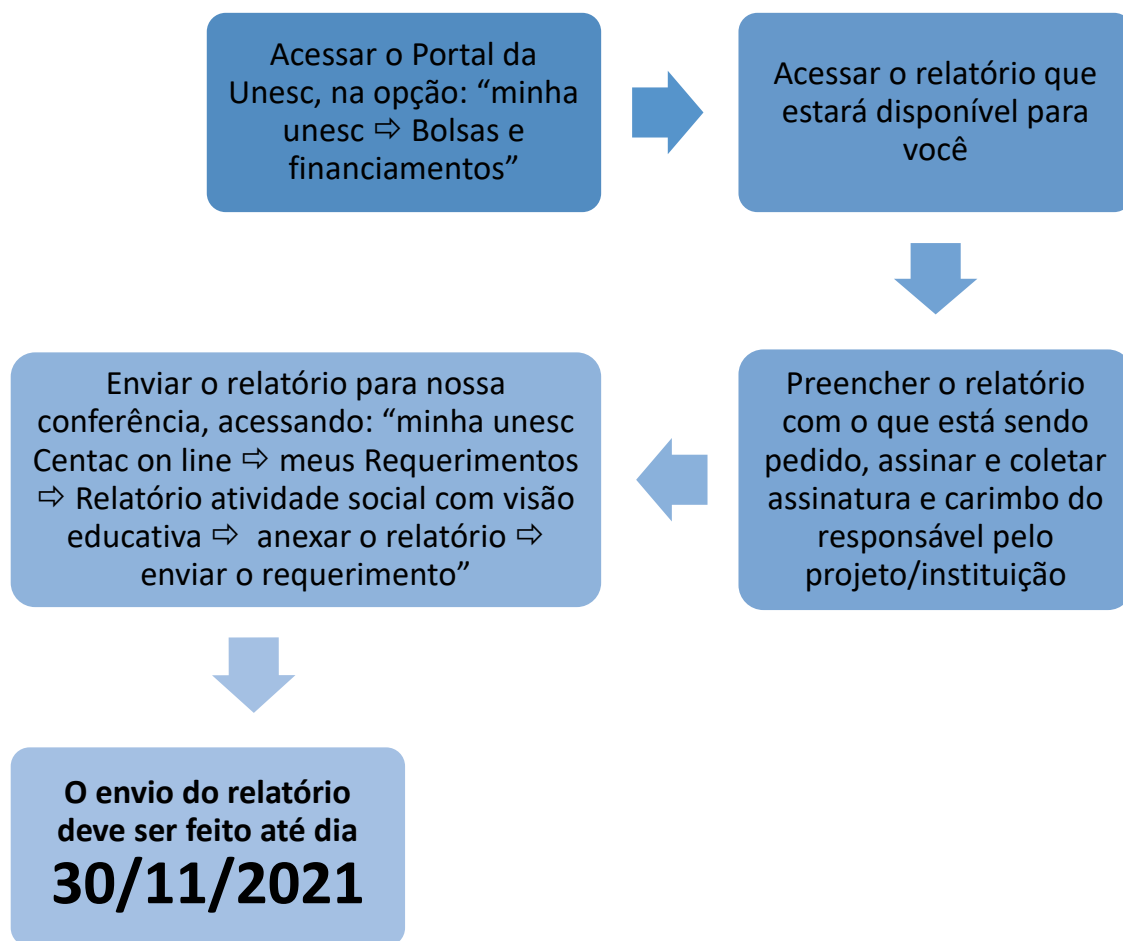 Acessar o Portal da
Unesc, na opção: “minha
unesc ⇨ Bolsas e
financiamentos”
Acessar o relatório que
estará disponível para
você
Preencher o relatório
com o que está sendo
pedido, assinar e coletar
assinatura e carimbo do
responsável pelo
projeto/instituição
Enviar o relatório para nossa
conferência, acessando: “minha unesc
Centac on line ⇨ meus Requerimentos
⇨ Relatório atividade social com visão
educativa ⇨ anexar o relatório ⇨
enviar o requerimento”
O envio do relatório
deve ser feito até dia
30/11/2021